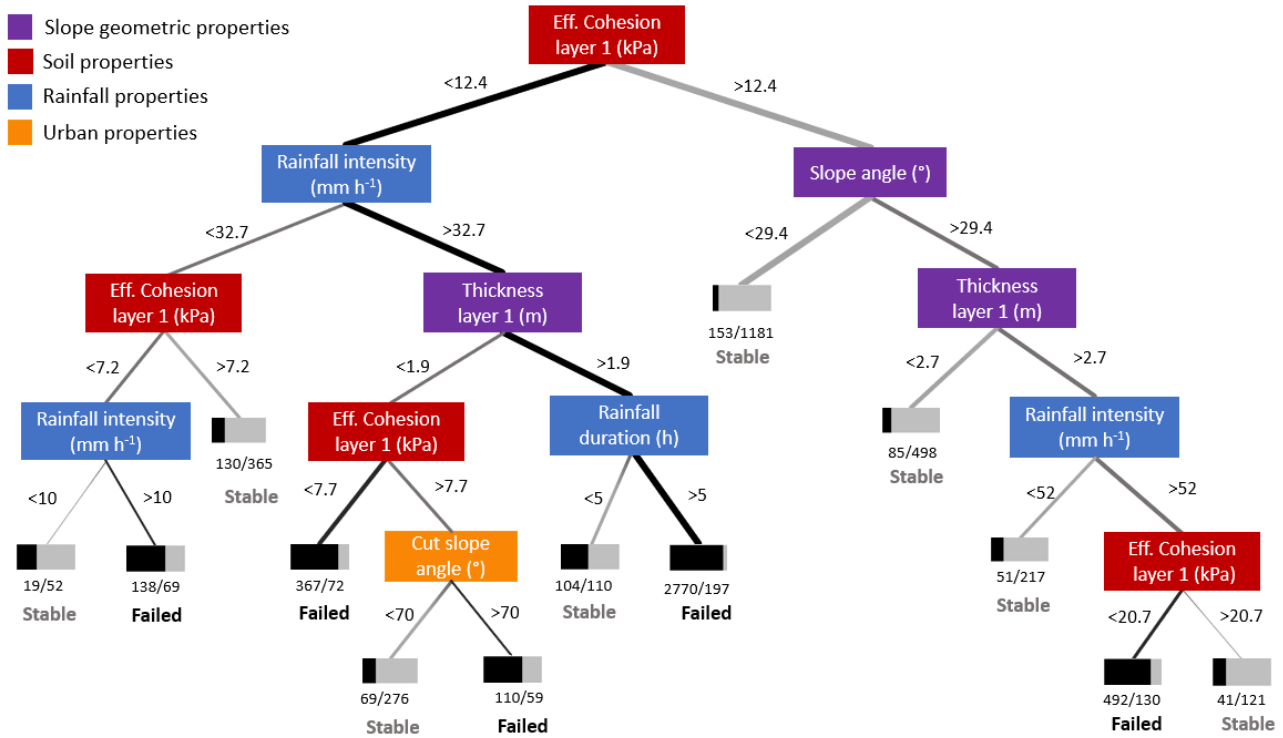 Slope geometric properties
Soil properties
Rainfall properties
Urban properties
Eff. Cohesion
layer 1 (kPa)
<12.4
>12.4
Rainfall intensity
(mm h-1)
Slope angle (°)
<32.7
>32.7
<29.4
>29.4
Eff. Cohesion
layer 1 (kPa)
Thickness
layer 1 (m)
153/1181
Stable
Thickness
layer 1 (m)
<7.2
>7.2
<1.9
>1.9
<2.7
>2.7
Rainfall intensity
(mm h-1)
130/365
Stable
Eff. Cohesion
layer 1 (kPa)
Rainfall
duration (h)
85/498
Stable
Rainfall intensity
(mm h-1)
<10
>10
<7.7
>7.7
<5
>5
<52
>52
19/52
Stable
138/69
Failed
367/72
Failed
Cut slope
angle (°)
104/110
Stable
2770/197
Failed
51/217
Stable
Eff. Cohesion
layer 1 (kPa)
<70
>70
<20.7
>20.7
69/276
Stable
110/59
Failed
492/130
Failed
41/121
Stable